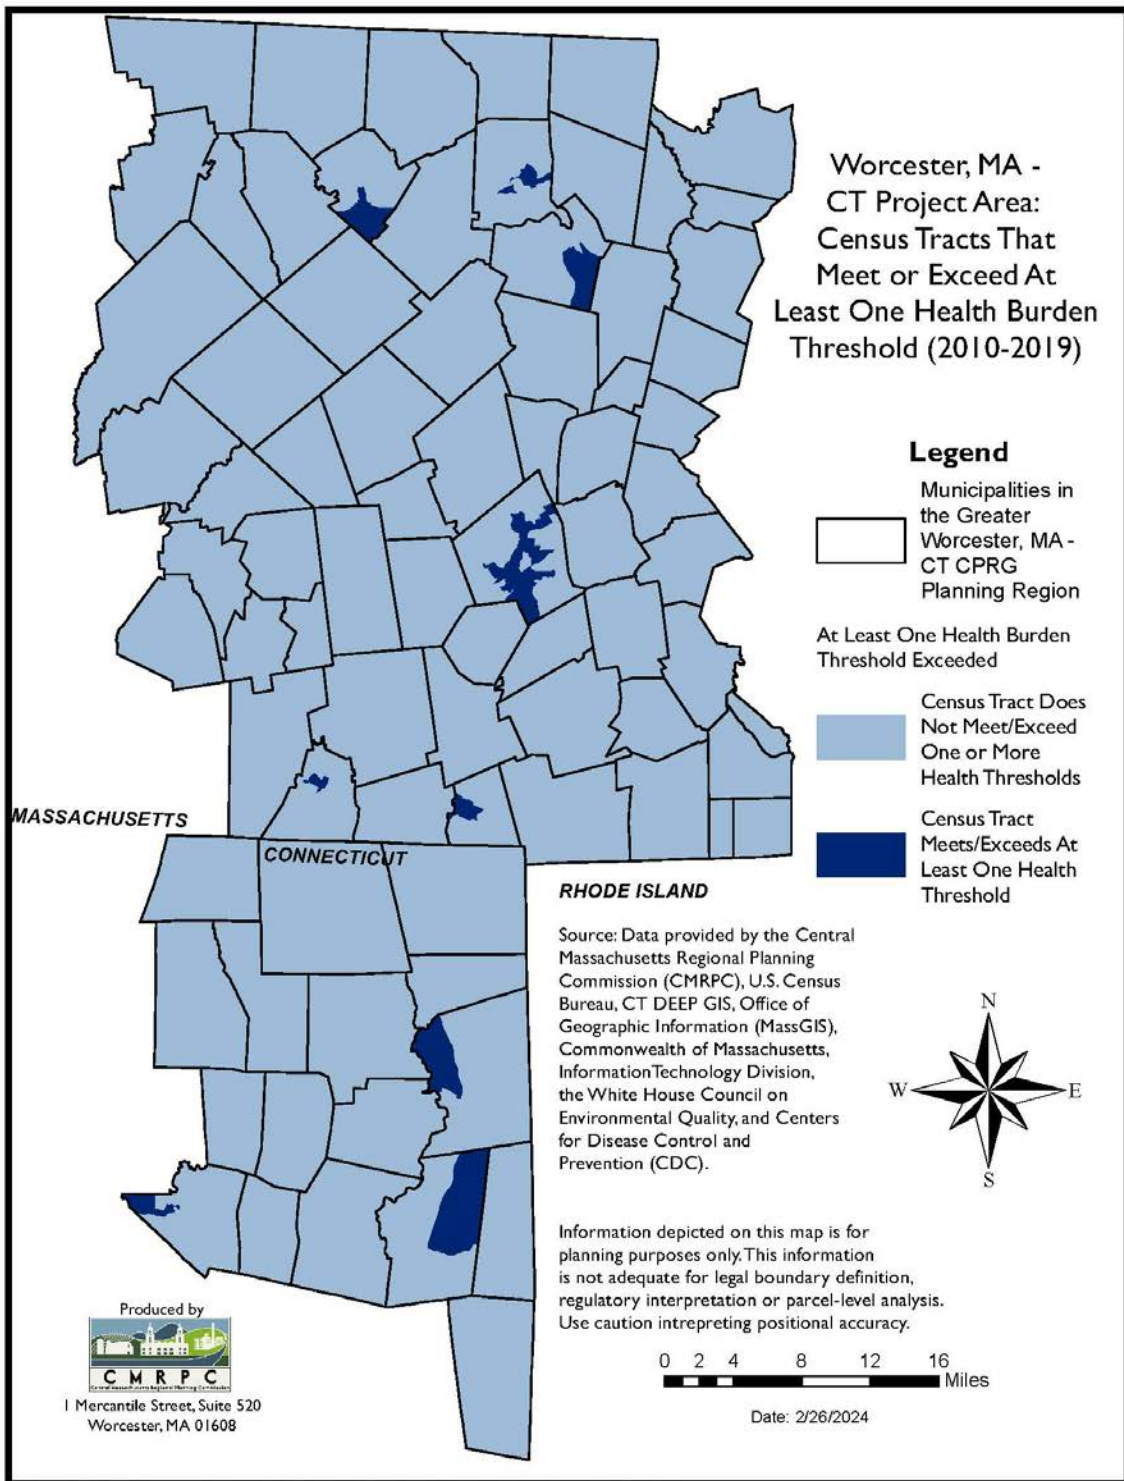 Worcester, MA -
CT Project Area:
Census Tracts That
Meet or Exceed At
Least One Health Burden
Threshold (2010-2019)
Legend
Municipalities in
the Greater
Worcester, MA -
CT CPRG
Planning Region
At Least One Health Burden
Threshold Exceeded
Census Tract Does
Not Meet/Exceed
One or More
Health Thresholds
Census Tract
Meets/Exceeds At
Least One Health
Threshold
MASSACHUSETTS
CONNECTICUT
RHODE ISLAND
Source: Data provided by the Central
Massachusetts Regional Planning
Commission (CMRPC), U.S. Census
Bureau, CT DEEP GIS, Office of
Geographic Information (MassGIS),
Commonwealth of Massachusetts,
InformationTechnology Division,
the White House Council on
Environmental Quality, and Centers
for Disease Control and
Prevention (CDC).
N
W E
S
Information depicted on this map is for
planning purposes only. This information
is not adequate for legal boundary definition,
regulatory interpretation or parcel-level analysis.
Use caution intrepreting positional accuracy.
0 2 4 8 12 16
Miles
Date: 2/26/2024
Produced by
CMRPC
Central Massachusetts Regional Planning Commission
1 Mercantile Street, Suite 520
Worcester, MA 01608